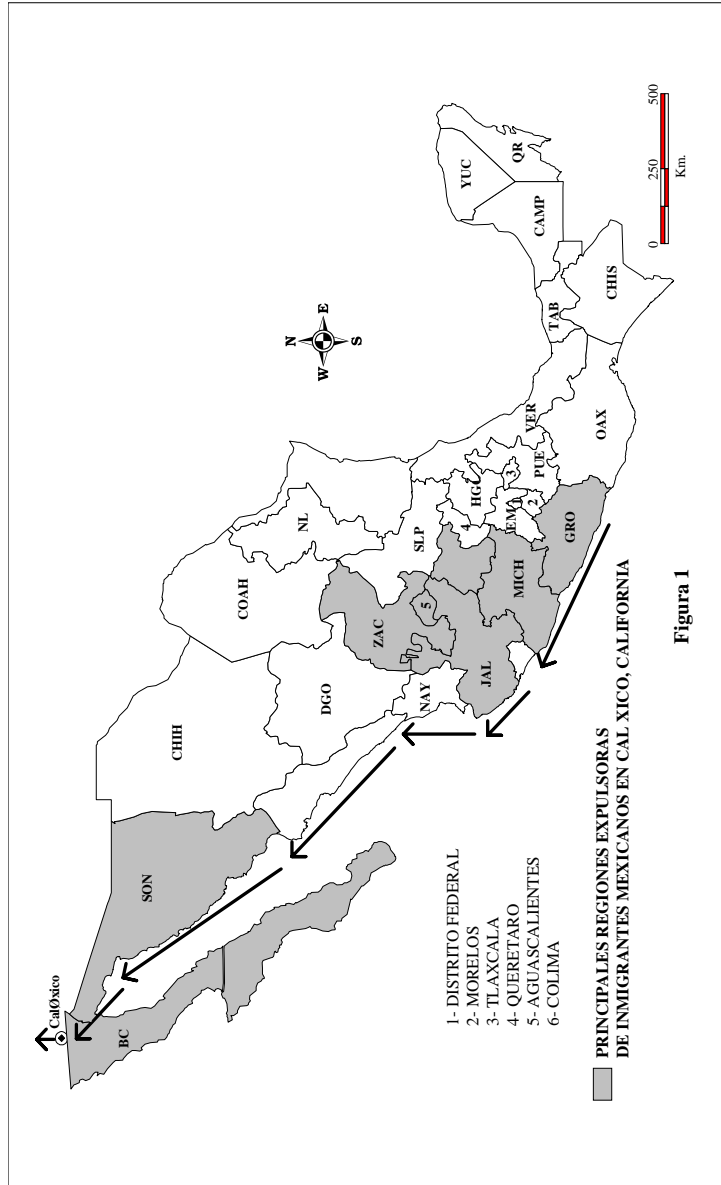 CalØxico
BC
SON
CHIH
COAH
NL
DGO
ZAC
SLP
NAY
JAL
5
4
HGO
MICH
EM
1
3
2
PUE
VER
GRO
OAX
TAB
CHIS
CAMP
YUC
QR
N
W
E
S
1- DISTRITO FEDERAL
2- MORELOS
3- TLAXCALA
4- QUERETARO
5- AGUASCALIENTES
6- COLIMA
PRINCIPALES REGIONES EXPULSORAS
DE INMIGRANTES MEXICANOS EN CAL XICO, CALIFORNIA
0 250 500
Km.
Figura 1